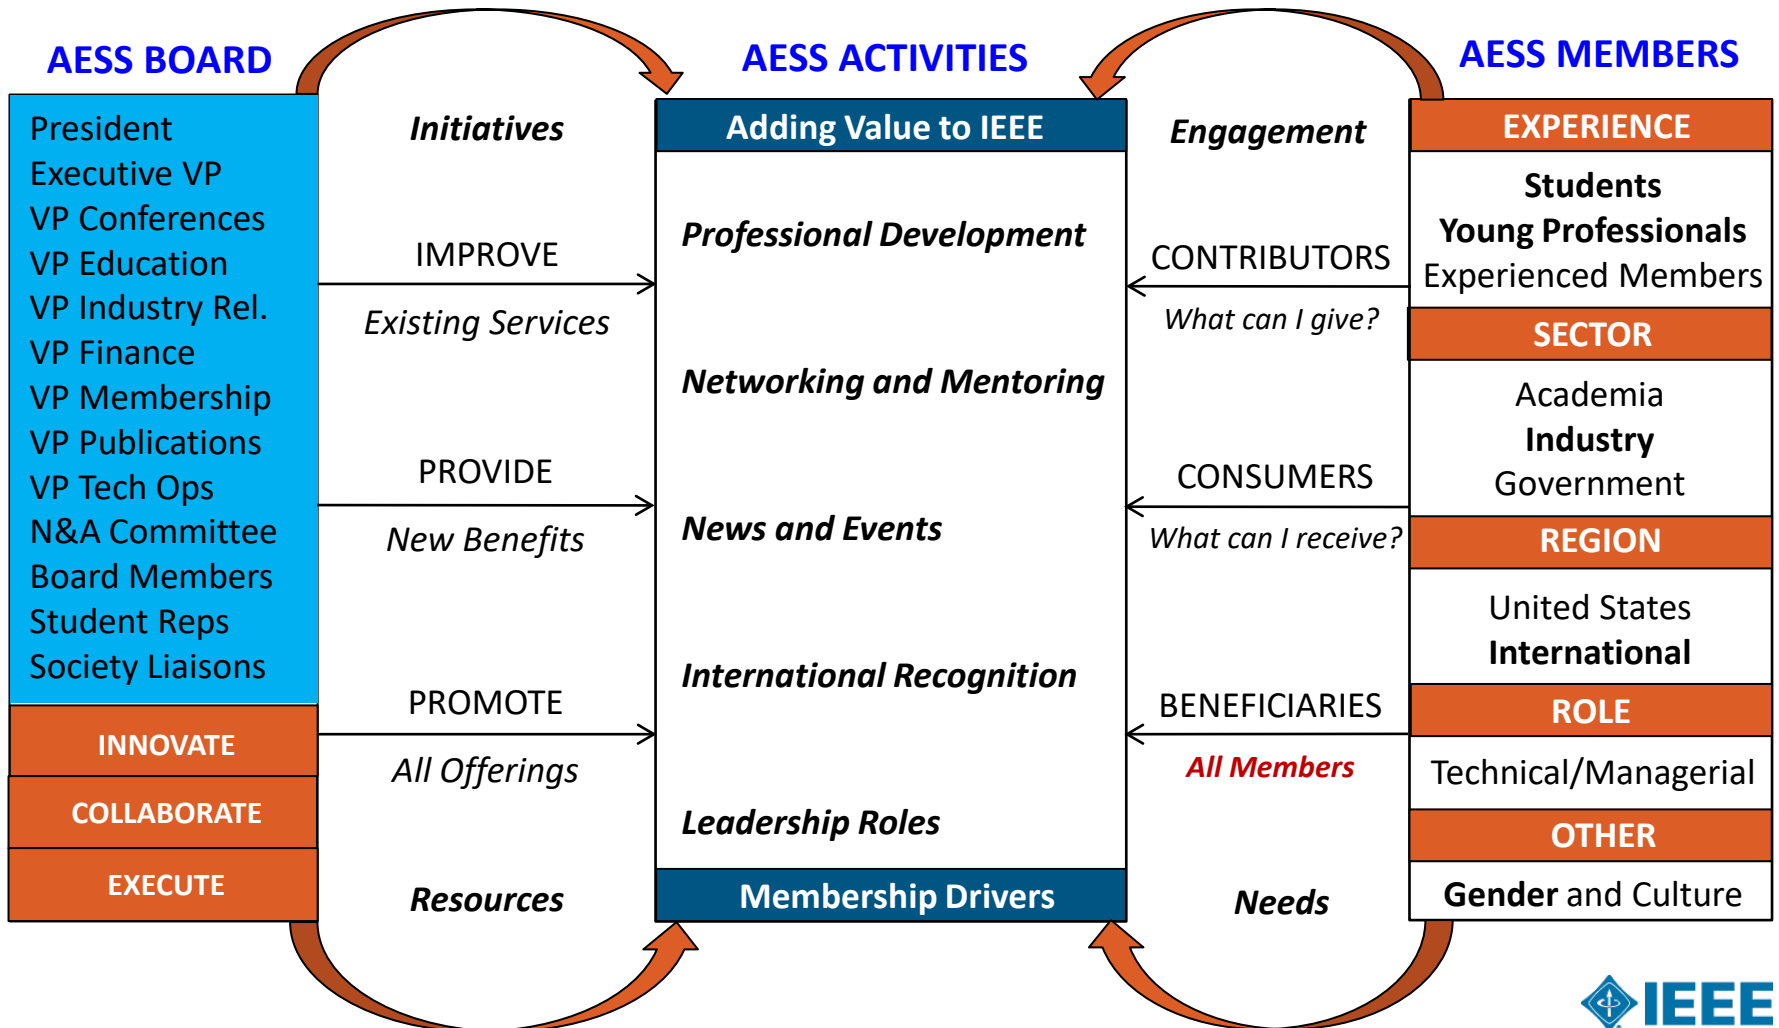 AESS BOARD
President
Executive VP
VP Conferences
VP Education
VP Industry Rel.
VP Finance
VP Membership
VP Publications
VP Tech Ops
N&A Committee
Board Members
Student Reps
Society Liaisons
INNOVATE
COLLABORATE
EXECUTE
Initiatives
IMPROVE
Existing Services
PROVIDE
New Benefits
PROMOTE
All Offerings
Resources
AESS ACTIVITIES
Adding Value to IEEE
Professional Development
Networking and Mentoring
News and Events
International Recognition
Leadership Roles
Membership Drivers
Engagement
CONTRIBUTORS
What can I give?
CONSUMERS
What can I receive?
BENEFICIARIES
All Members
Needs
AESS MEMBERS
EXPERIENCE
Students
Young Professionals
Experienced Members
SECTOR
Academia
Industry
Government
REGION
United States
International
ROLE
Technical/Managerial
OTHER
Gender and Culture
IEEE